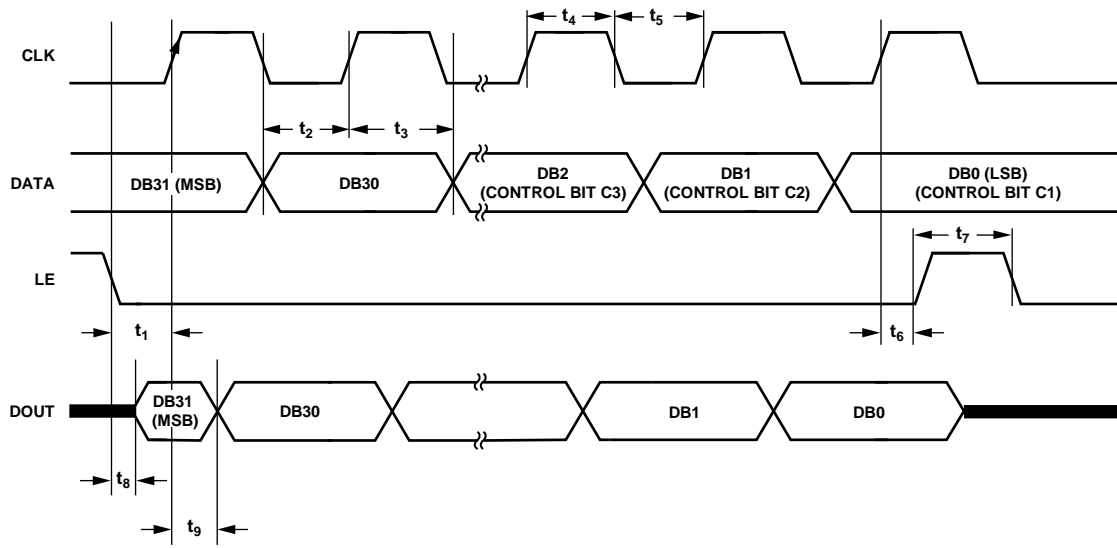 t4
t5
CLK
t2
t3
DATA
DB31 (MSB)
DB30
DB2
(CONTROL BIT C3)
DB1
(CONTROL BIT C2)
DB0 (LSB)
(CONTROL BIT C1)
t7
LE
t1
t6
DOUT
DB31
(MSB)
DB30
DB1
DB0
t8
t9